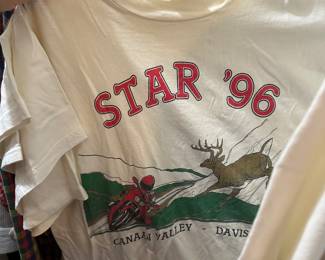 STAR '96
CANAAN VALLEY - DAVIS